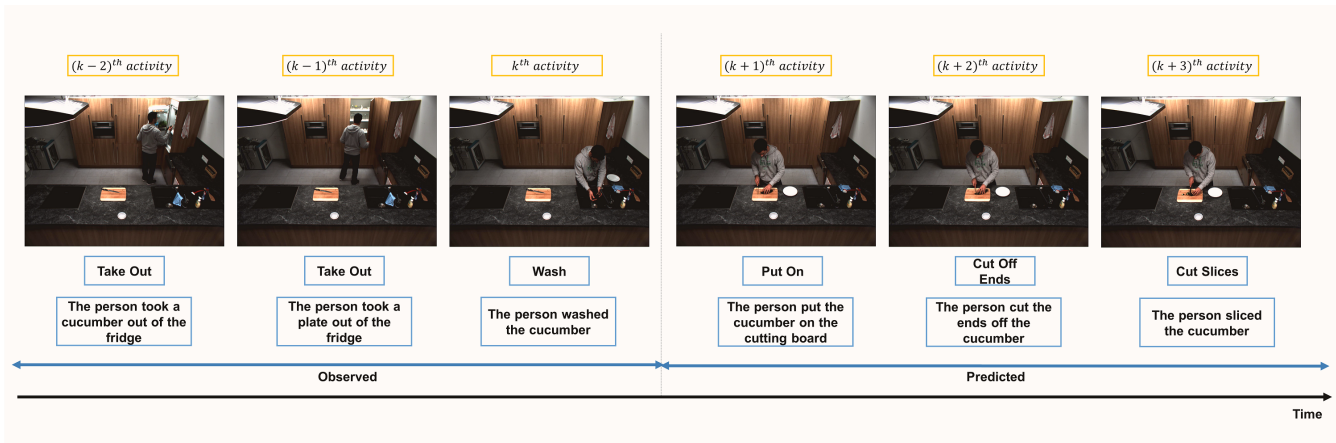 (k − 2)^th activity
(k − 1)^th activity
k^th activity
(k + 1)^th activity
(k + 2)^th activity
(k + 3)^th activity
Take Out
Take Out
Wash
Put On
Cut Off
Ends
Cut Slices
The person took a
cucumber out of the
fridge
The person took a
plate out of the
fridge
The person washed
the cucumber
The person put the
cucumber on the
cutting board
The person cut the
ends off the
cucumber
The person sliced
the cucumber
Observed
Predicted
Time